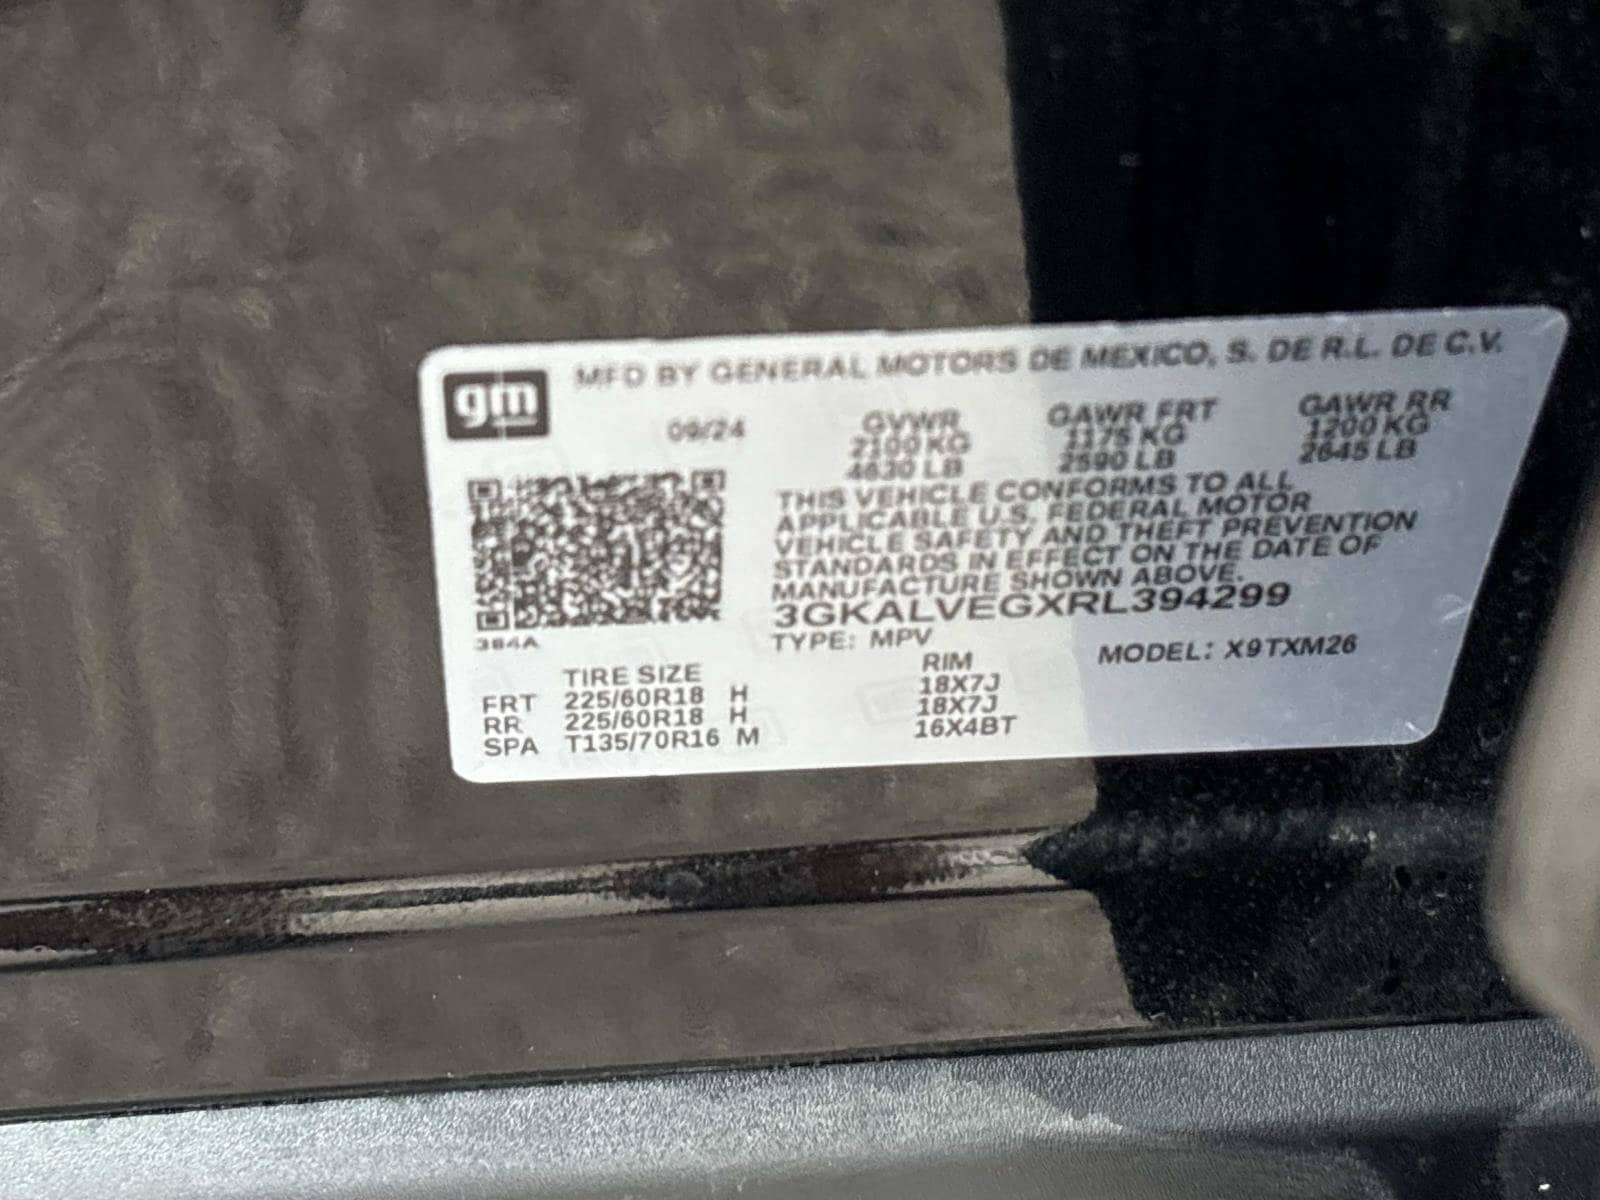 gm
MFD BY GENERAL MOTORS DE MEXICO, S. DE R.L. DE C.V.
09/24
GVWR GAWR FRT GAWR RR
2100 KG 1175 KG 1200 KG
4630 LB 2590 LB 2645 LB
THIS VEHICLE CONFORMS TO ALL
APPLICABLE U.S. FEDERAL MOTOR
VEHICLE SAFETY AND THEFT PREVENTION
STANDARDS IN EFFECT ON THE DATE OF
MANUFACTURE SHOWN ABOVE.
3GKALVEGXRL394299
384A
TYPE: MPV MODEL: X9TXM26
TIRE SIZE RIM
FRT 225/60R18 H 18X7J
RR 225/60R18 H 18X7J
SPA T135/70R16 M 16X4BT